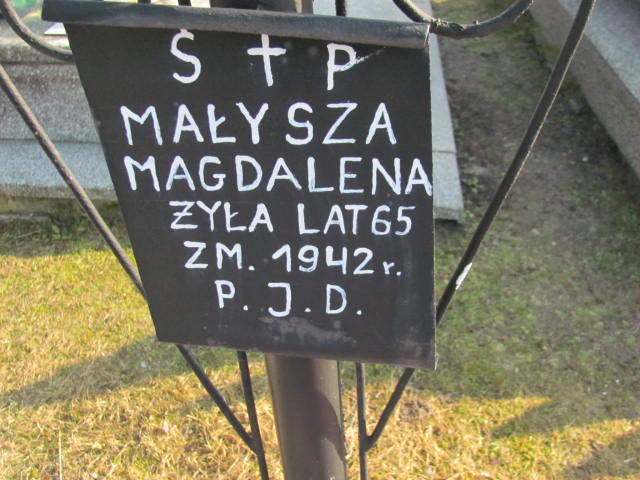 Ś † P
MAŁYSZA
MAGDALENA
ŻYŁA LAT 65
ZM. 1942 r.
P. J. D.